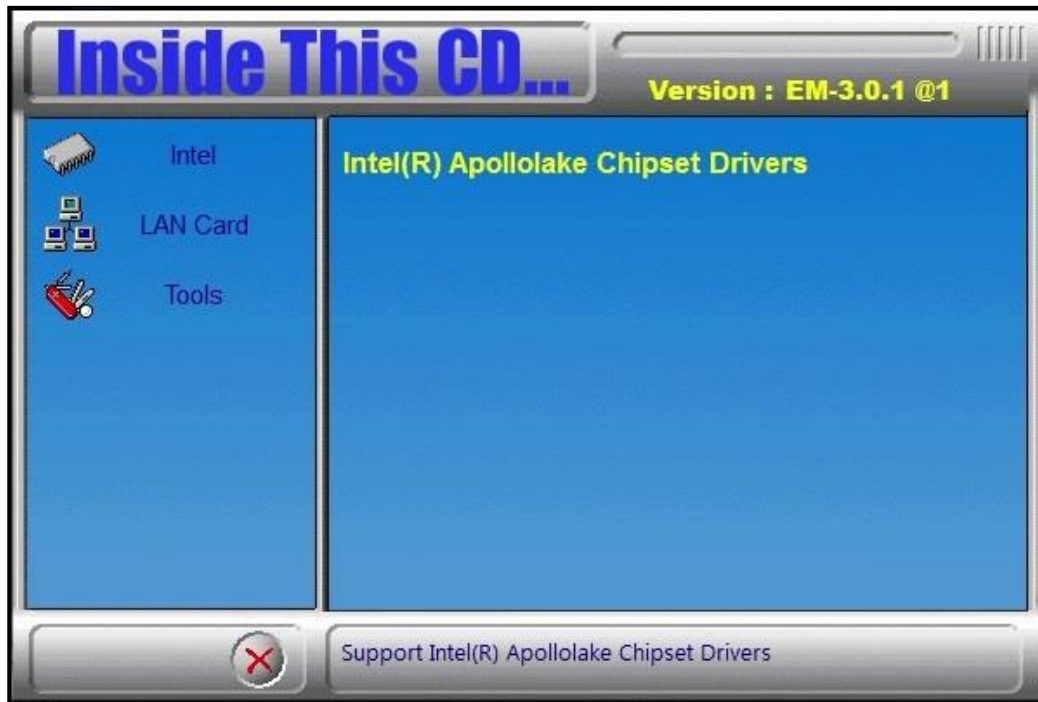 Inside This CD...
Version : EM-3.0.1 @1
Intel
LAN Card
Tools
Intel(R) Apollolake Chipset Drivers
Support Intel(R) Apollolake Chipset Drivers